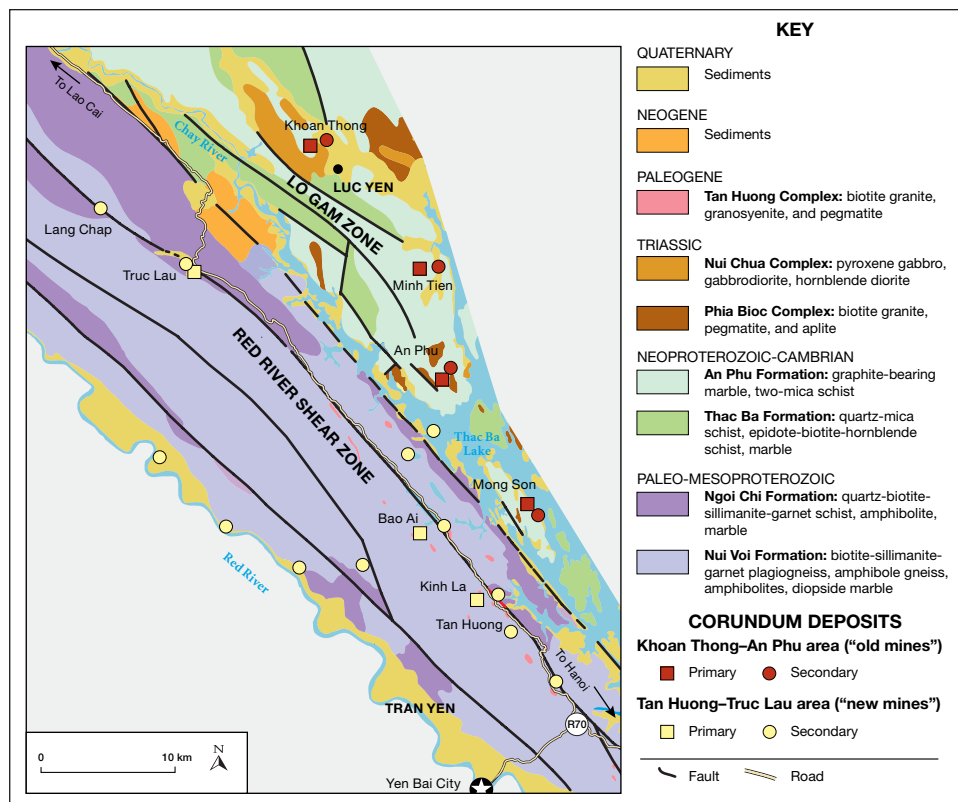 To Lao Cai
Chay River
Khoan Thong
LUC YEN
LO GAM ZONE
Lang Chap
Truc Lau
Minh Tien
An Phu
RED RIVER SHEAR ZONE
Thac Ba
Lake
Mong Son
Bao Ai
Red River
Kinh La
Tan Huong
To Hanoi
TRAN YEN
R70
Yen Bai City
0
10 km
N
KEY
QUATERNARY
Sediments
NEOGENE
Sediments
PALEOGENE
Tan Huong Complex: biotite granite,
granosyenite, and pegmatite
TRIASSIC
Nui Chua Complex: pyroxene gabbro,
gabbrodiorite, hornblende diorite
Phia Bioc Complex: biotite granite,
pegmatite, and aplite
NEOPROTEROZOIC-CAMBRIAN
An Phu Formation: graphite-bearing
marble, two-mica schist
Thac Ba Formation: quartz-mica
schist, epidote-biotite-hornblende
schist, marble
PALEO-MESOPROTEROZOIC
Ngoi Chi Formation: quartz-biotite-
sillimanite-garnet schist, amphibolite,
marble
Nui Voi Formation: biotite-sillimanite-
garnet plagiogneiss, amphibole gneiss,
amphibolites, diopside marble
CORUNDUM DEPOSITS
Khoan Thong–An Phu area (“old mines”)
Primary
Secondary
Tan Huong–Truc Lau area (“new mines”)
Primary
Secondary
Fault
Road